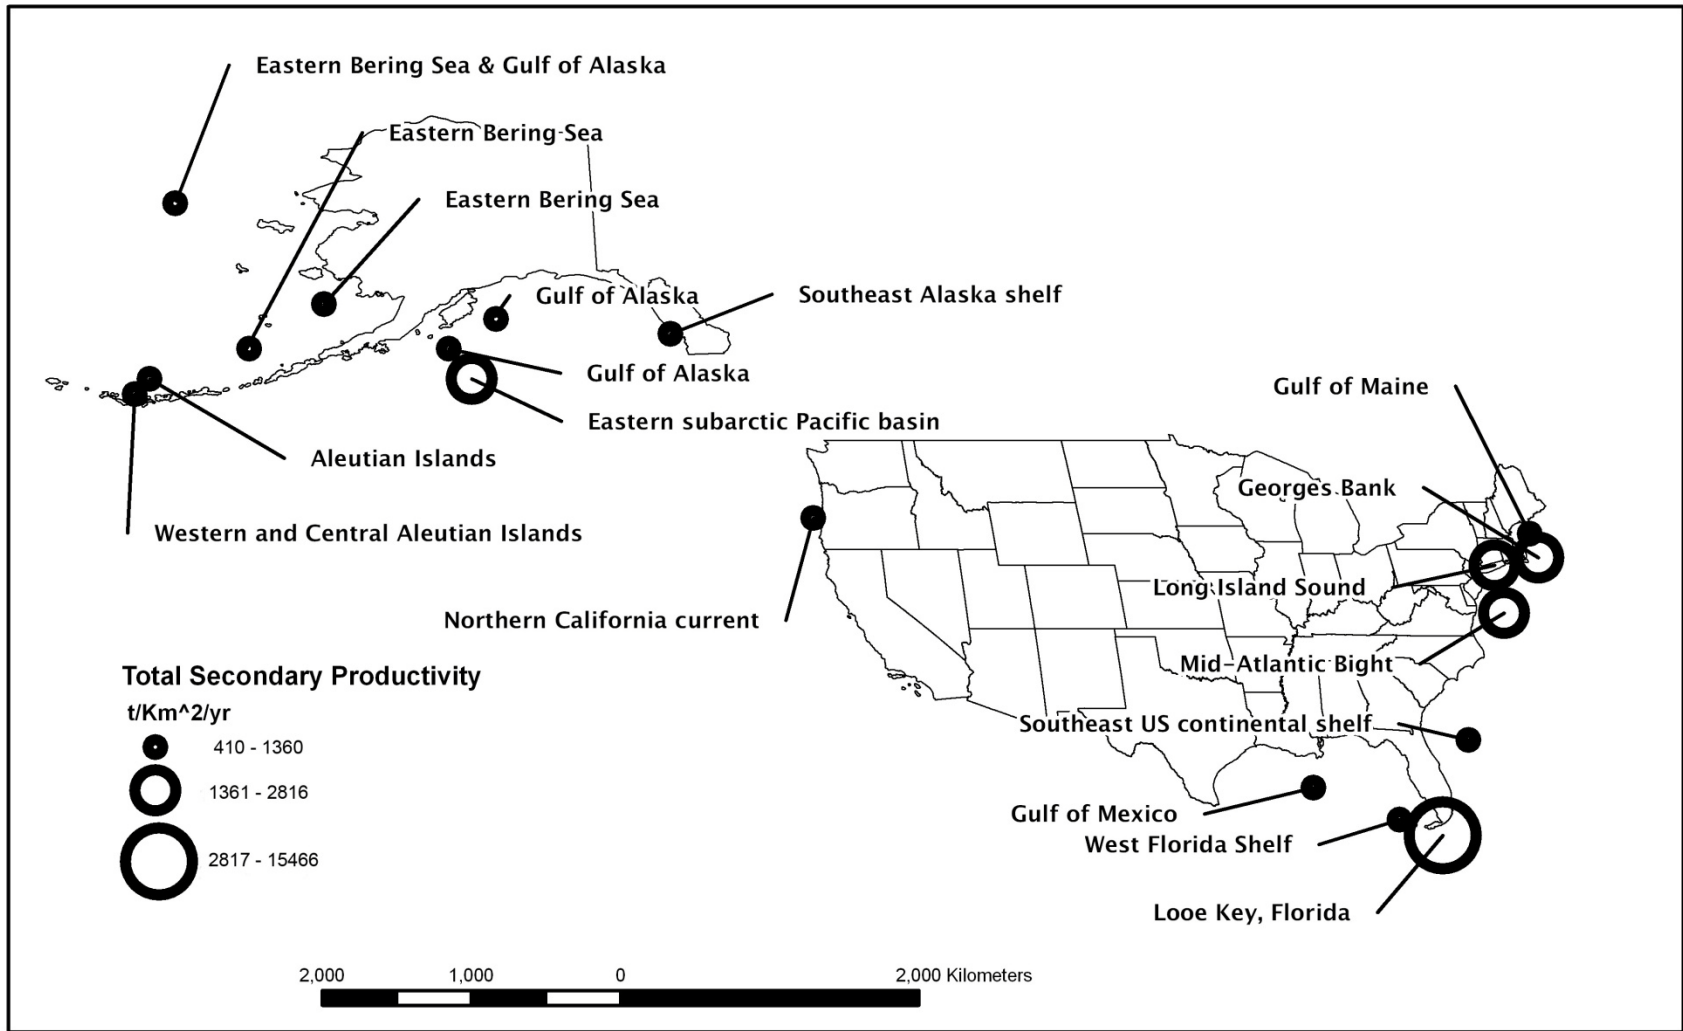 Eastern Bering Sea & Gulf of Alaska
Eastern Bering Sea
Eastern Bering Sea
Gulf of Alaska
Southeast Alaska shelf
Gulf of Alaska
Eastern subarctic Pacific basin
Aleutian Islands
Western and Central Aleutian Islands
Gulf of Maine
Georges Bank
Long Island Sound
Northern California current
Mid-Atlantic Bight
Southeast US continental shelf
Gulf of Mexico
West Florida Shelf
Looe Key, Florida
Total Secondary Productivity
t/Km^2/yr
410 - 1360
1361 - 2816
2817 - 15466
2,000 1,000 0 2,000 Kilometers